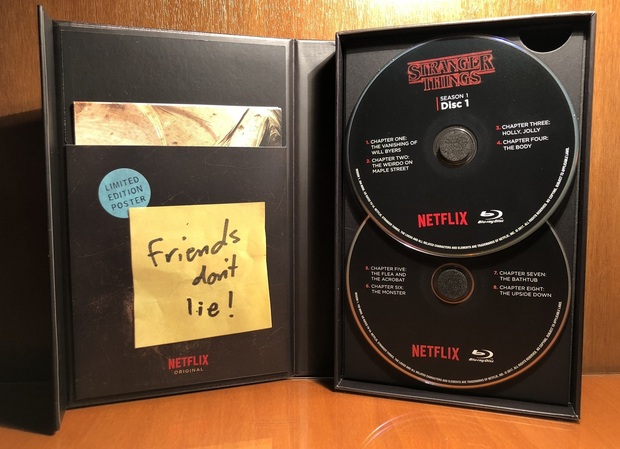 LIMITED
EDITION
POSTER
Friends
don't
lie!
NETFLIX
ORIGINAL
STRANGER
THINGS
SEASON 1
Disc 1
1. CHAPTER ONE:
THE VANISHING OF
WILL BYERS
2. CHAPTER TWO:
THE WEIRDO ON
MAPLE STREET
3. CHAPTER THREE:
HOLLY, JOLLY
4. CHAPTER FOUR:
THE BODY
NETFLIX
Blu-ray Disc
5. CHAPTER FIVE:
THE FLEA AND
THE ACROBAT
6. CHAPTER SIX:
THE MONSTER
7. CHAPTER SEVEN:
THE BATHTUB
8. CHAPTER EIGHT:
THE UPSIDE DOWN
NETFLIX
Blu-ray Disc